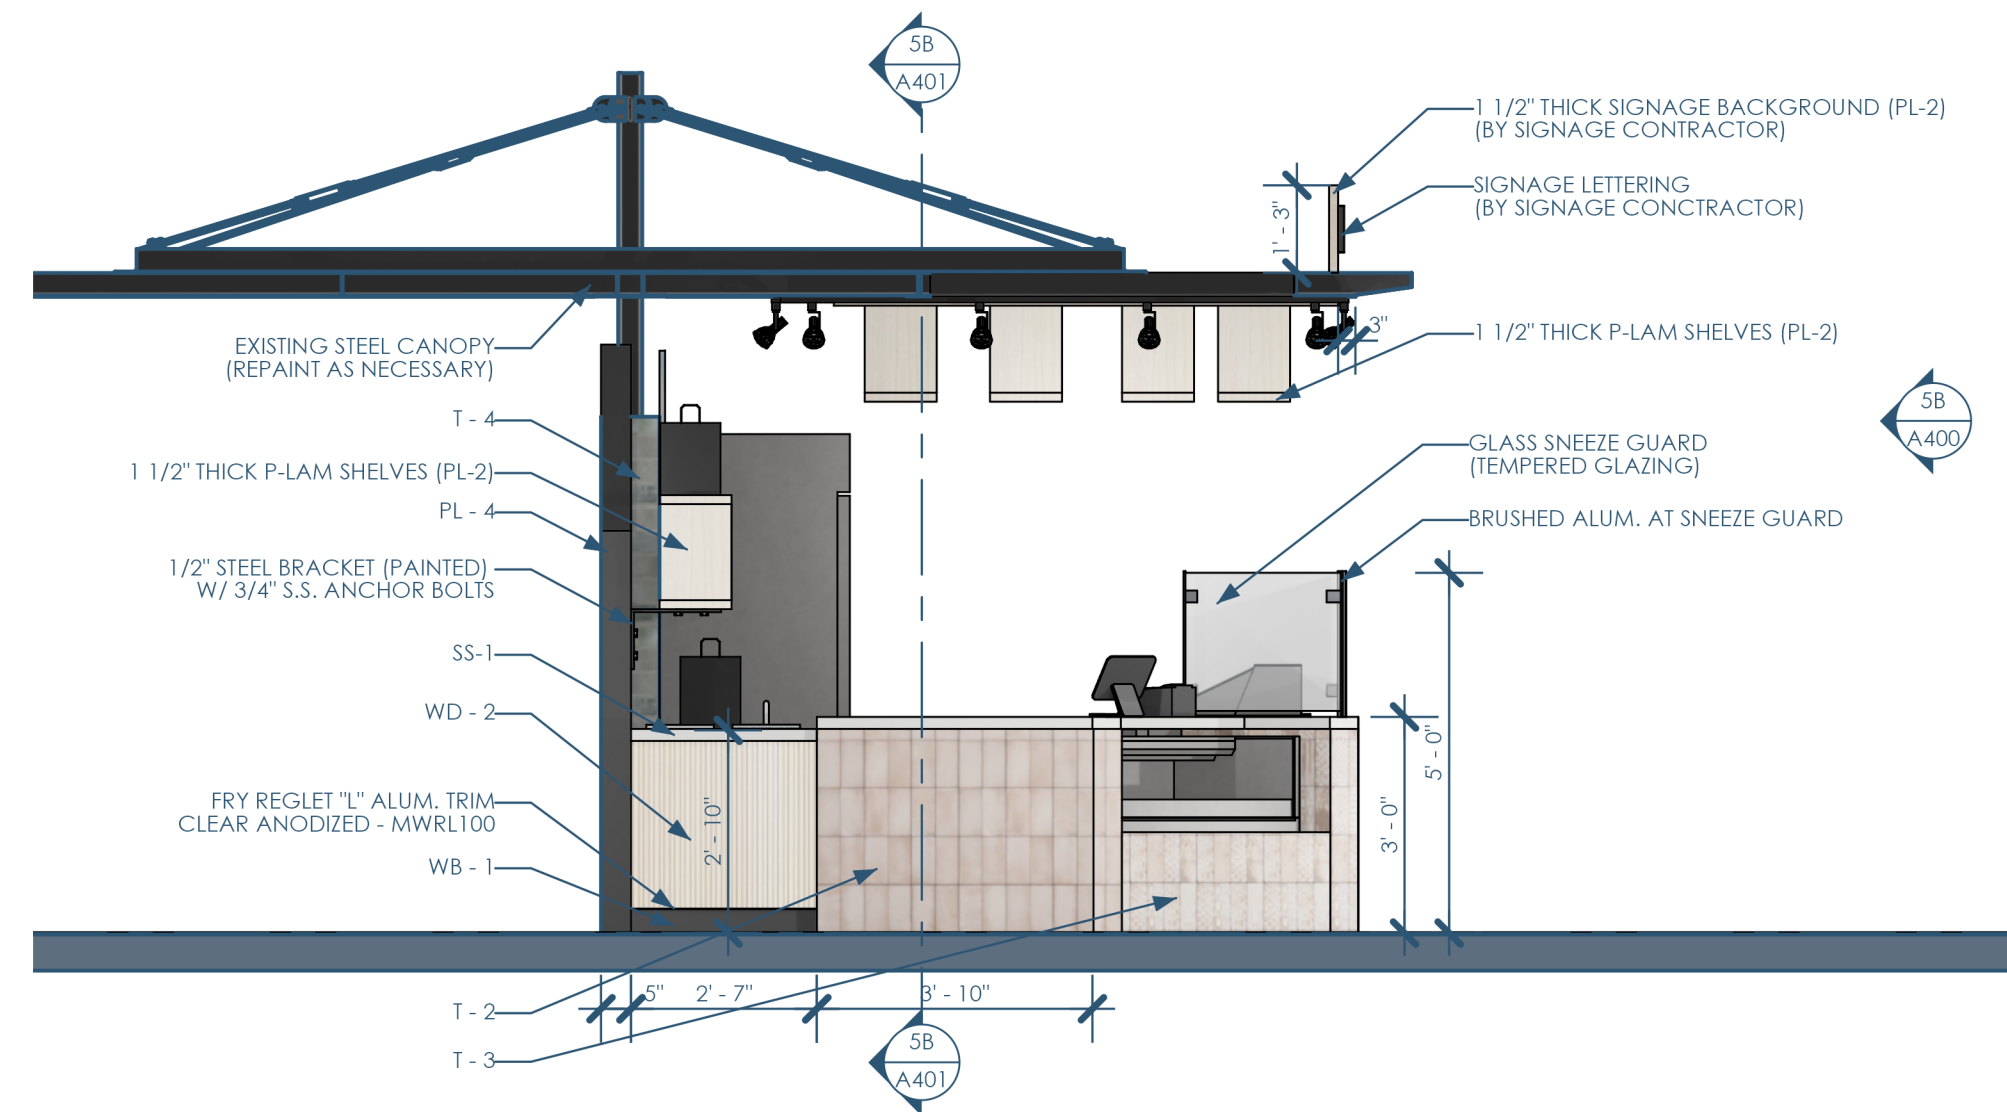 5B
A401
1 1/2" THICK SIGNAGE BACKGROUND (PL-2)
(BY SIGNAGE CONTRACTOR)
SIGNAGE LETTERING
(BY SIGNAGE CONCTRACTOR)
1' - 3"
3"
1 1/2" THICK P-LAM SHELVES (PL-2)
EXISTING STEEL CANOPY
(REPAINT AS NECESSARY)
T - 4
1 1/2" THICK P-LAM SHELVES (PL-2)
PL - 4
1/2" STEEL BRACKET (PAINTED)
W/ 3/4" S.S. ANCHOR BOLTS
SS-1
WD - 2
FRY REGLET "L" ALUM. TRIM
CLEAR ANODIZED - MWRL100
WB - 1
5B
A400
GLASS SNEEZE GUARD
(TEMPERED GLAZING)
BRUSHED ALUM. AT SNEEZE GUARD
2' - 10"
3' - 0"
5' - 0"
5"
2' - 7"
3' - 10"
T - 2
T - 3
5B
A401